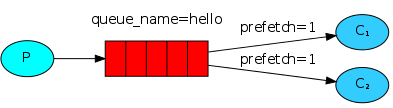 queue_name=hello
prefetch=1
C₁
P
prefetch=1
C₂